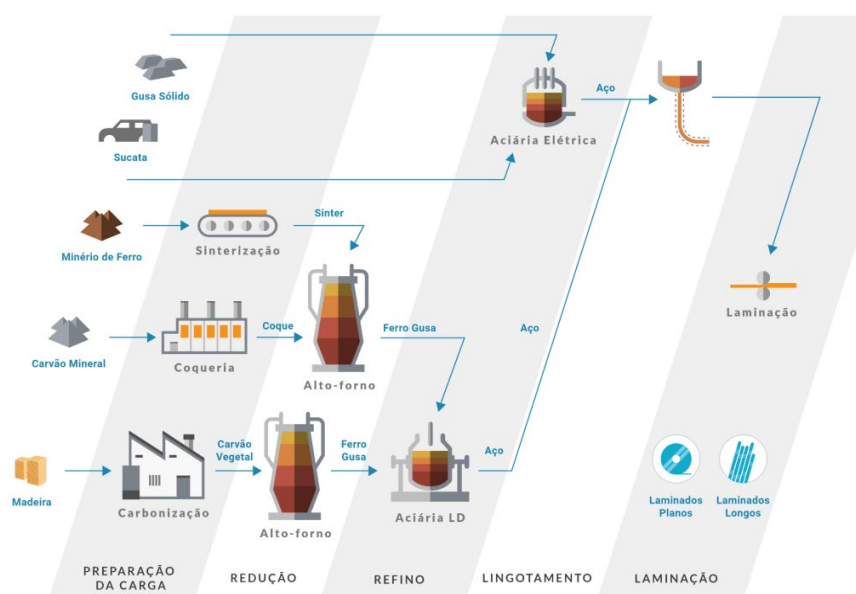 Gusa Sólido
Aço
Aciária Elétrica
Sucata
Sinter
Minério de Ferro
Sinterização
Laminação
Coque
Ferro Gusa
Aço
Carvão Mineral
Coqueria
Alto-forno
Carvão
Vegetal
Ferro
Gusa
Aço
Madeira
Carbonização
Aciária LD
Alto-forno
Laminados
Planos
Laminados
Longos
PREPARAÇÃO
DA CARGA
REDUÇÃO
REFINO
LINGOTAMENTO
LAMINAÇÃO